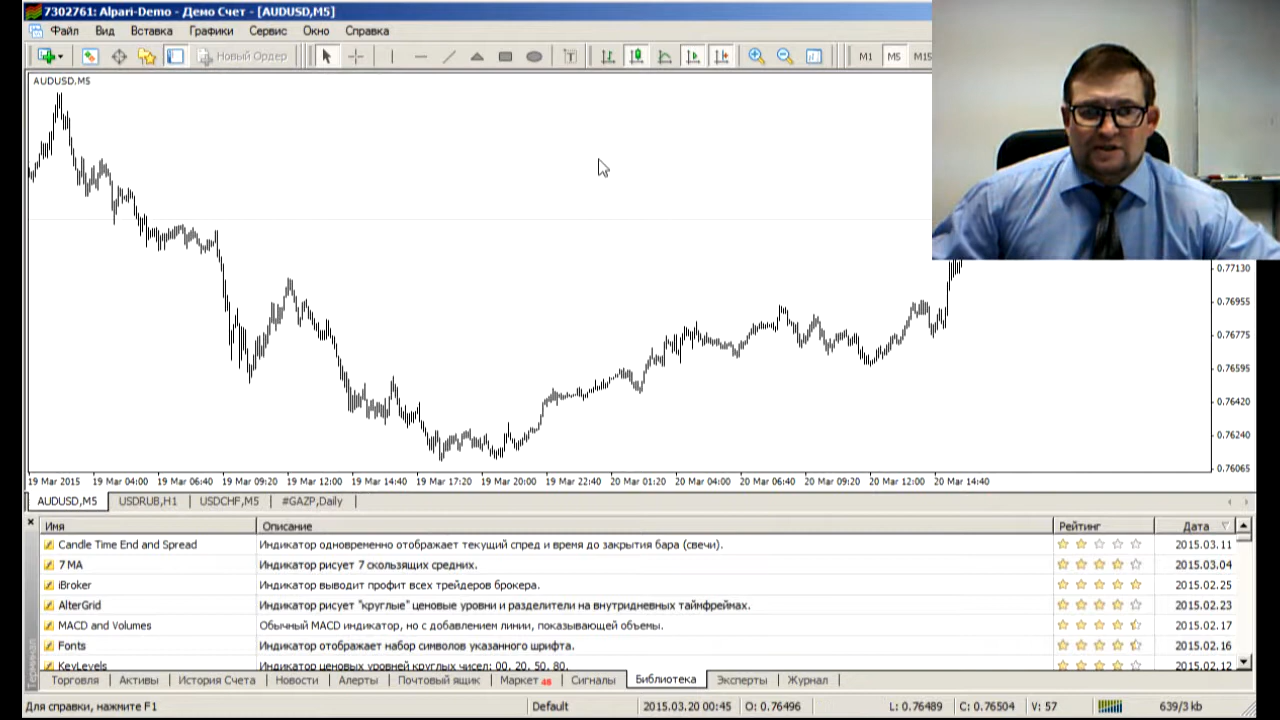 7302761: Alpari-Demo - Демо Счет - [AUDUSD,M5]
Файл Вид Вставка Графики Сервис Окно Справка
Новый Ордер M1 M5 M15
AUDUSD,M5
0.77130
0.76955
0.76775
0.76595
0.76420
0.76240
0.76065
19 Mar 2015 19 Mar 04:00 19 Mar 06:40 19 Mar 09:20 19 Mar 12:00 19 Mar 14:40 19 Mar 17:20 19 Mar 20:00 19 Mar 22:40 20 Mar 01:20 20 Mar 04:00 20 Mar 06:40 20 Mar 09:20 20 Mar 12:00 20 Mar 14:40
AUDUSD,M5 USDRUB,H1 USDCHF,M5 #GAZP,Daily
Имя Описание Рейтинг Дата
Candle Time End and Spread Индикатор одновременно отображает текущий спред и время до закрытия бара (свечи). 2015.03.11
7 MA Индикатор рисует 7 скользящих средних. 2015.03.04
iBroker Индикатор выводит профит всех трейдеров брокера. 2015.02.25
AlterGrid Индикатор рисует "круглые" ценовые уровни и разделители на внутридневных таймфреймах. 2015.02.23
MACD and Volumes Обычный MACD индикатор, но с добавлением линии, показывающей объемы. 2015.02.17
Fonts Индикатор отображает набор символов указанного шрифта. 2015.02.16
KeyLevels Индикатор ценовых уровней круглых чисел: 00, 20, 50, 80. 2015.02.12
Терминал
Торговля Активы История Счета Новости Алерты Почтовый ящик Маркет 46 Сигналы Библиотека Эксперты Журнал
Для справки, нажмите F1 Default 2015.03.20 00:45 O: 0.76496 L: 0.76489 C: 0.76504 V: 57 639/3 kb